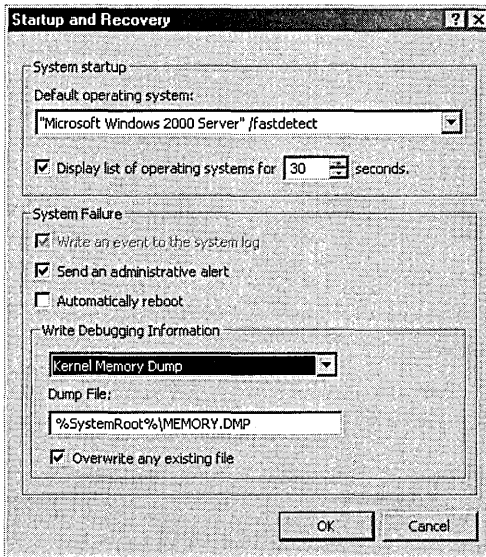 Startup and Recovery
System startup
Default operating system:
"Microsoft Windows 2000 Server" /fastdetect
Display list of operating systems for 30 seconds.
System Failure
Write an event to the system log
Send an administrative alert
Automatically reboot
Write Debugging Information
Kernel Memory Dump
Dump File:
%SystemRoot%\MEMORY.DMP
Overwrite any existing file
OK Cancel